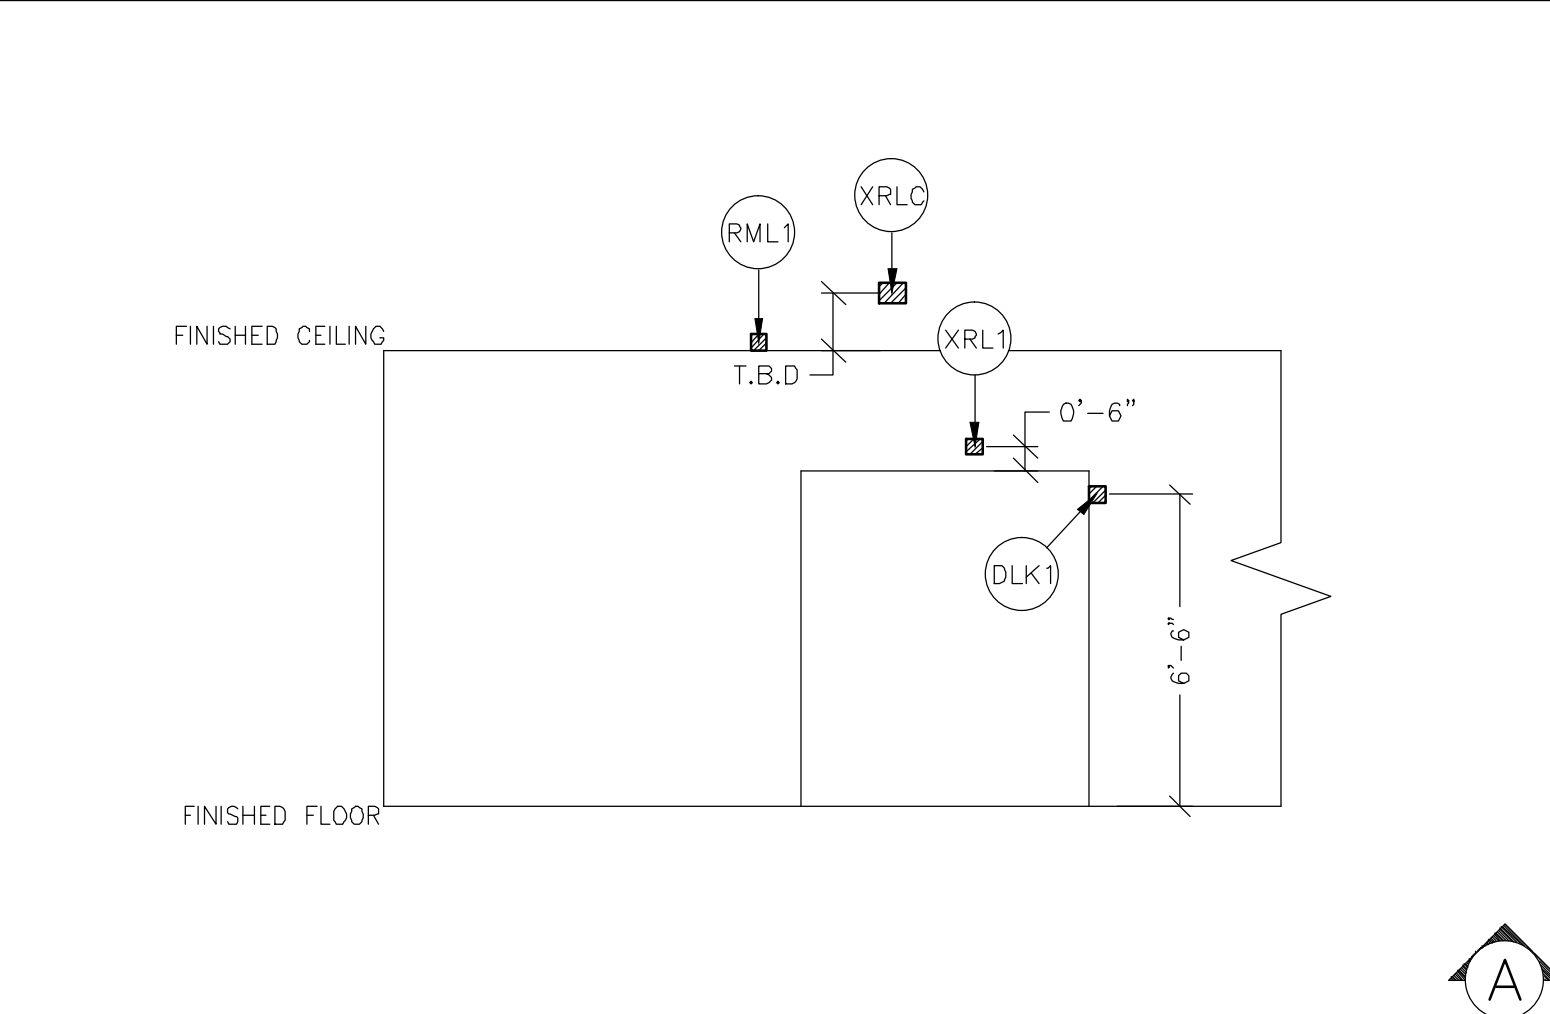 XRLC
RML1
FINISHED CEILING
XRL1
T.B.D
0'-6"
DLK1
6'-6"
FINISHED FLOOR
A